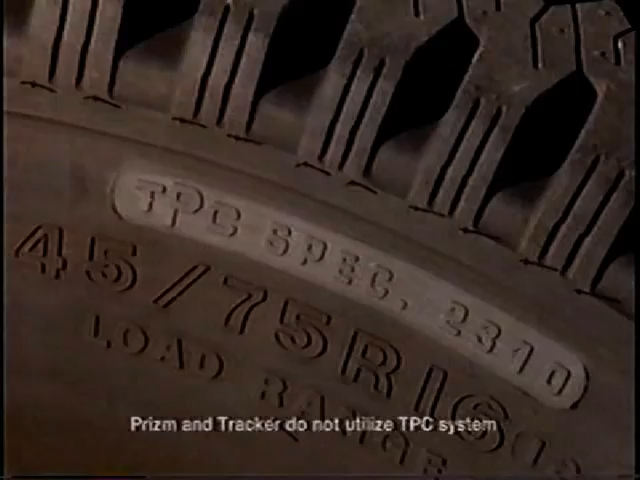 TPC SPEC. 2310
45/75R16
LOAD RANGE
Prizm and Tracker do not utilize TPC system